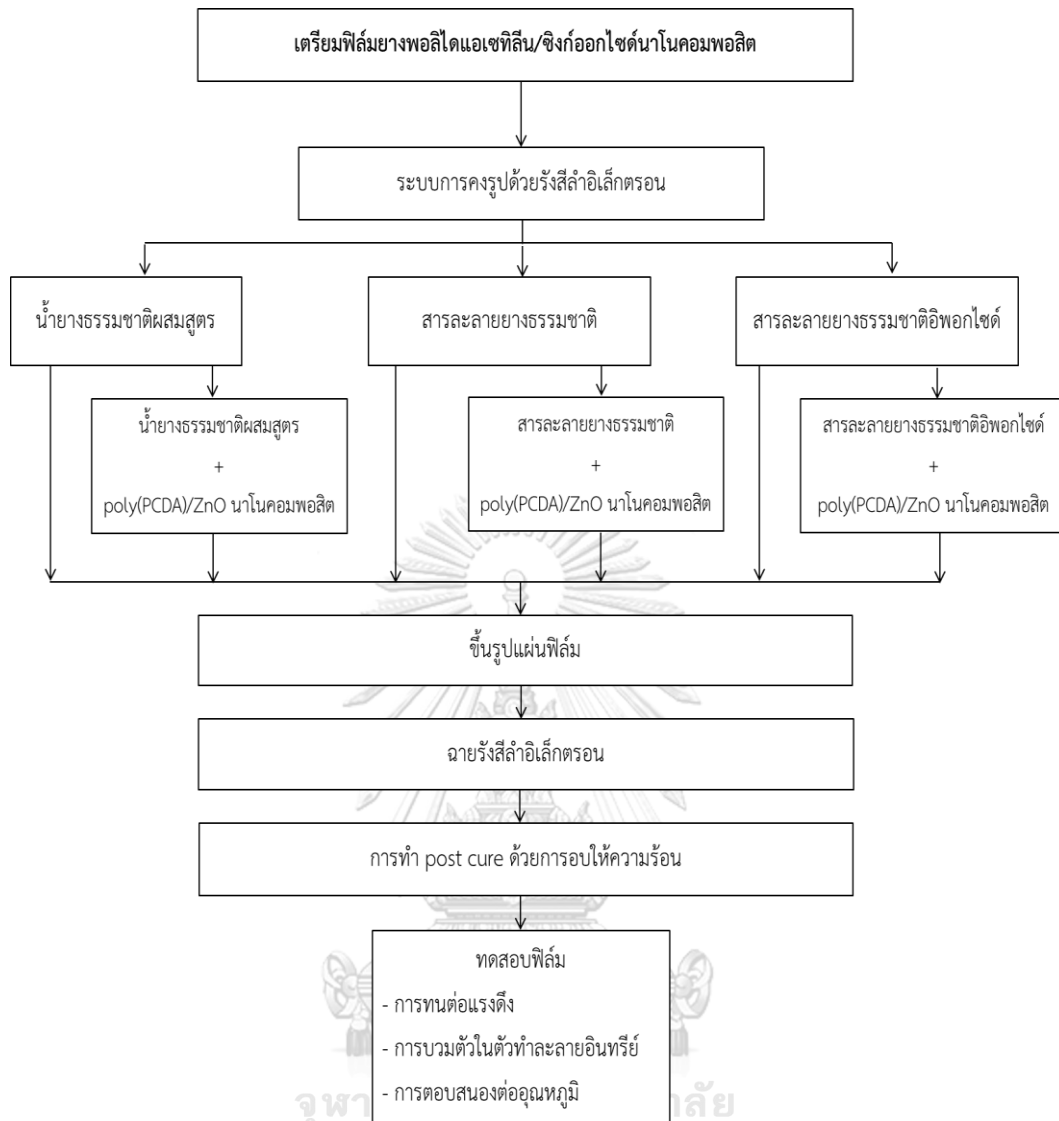 เตรียมฟิล์มยางพอลิไดแอเซทิลีน/ซิงก์ออกไซด์นาโนคอมพอสิต
ระบบการคงรูปด้วยรังสีลำอิเล็กตรอน
น้ำยางธรรมชาติผสมสูตร
สารละลายยางธรรมชาติ
สารละลายยางธรรมชาติอิพอกไซด์
น้ำยางธรรมชาติผสมสูตร
+
poly(PCDA)/ZnO นาโนคอมพอสิต
สารละลายยางธรรมชาติ
+
poly(PCDA)/ZnO นาโนคอมพอสิต
สารละลายยางธรรมชาติอิพอกไซด์
+
poly(PCDA)/ZnO นาโนคอมพอสิต
ขึ้นรูปแผ่นฟิล์ม
ฉายรังสีลำอิเล็กตรอน
การทำ post cure ด้วยการอบให้ความร้อน
ทดสอบฟิล์ม
- การทนต่อแรงดึง
- การบวมตัวในตัวทำละลายอินทรีย์
- การตอบสนองต่ออุณหภูมิ